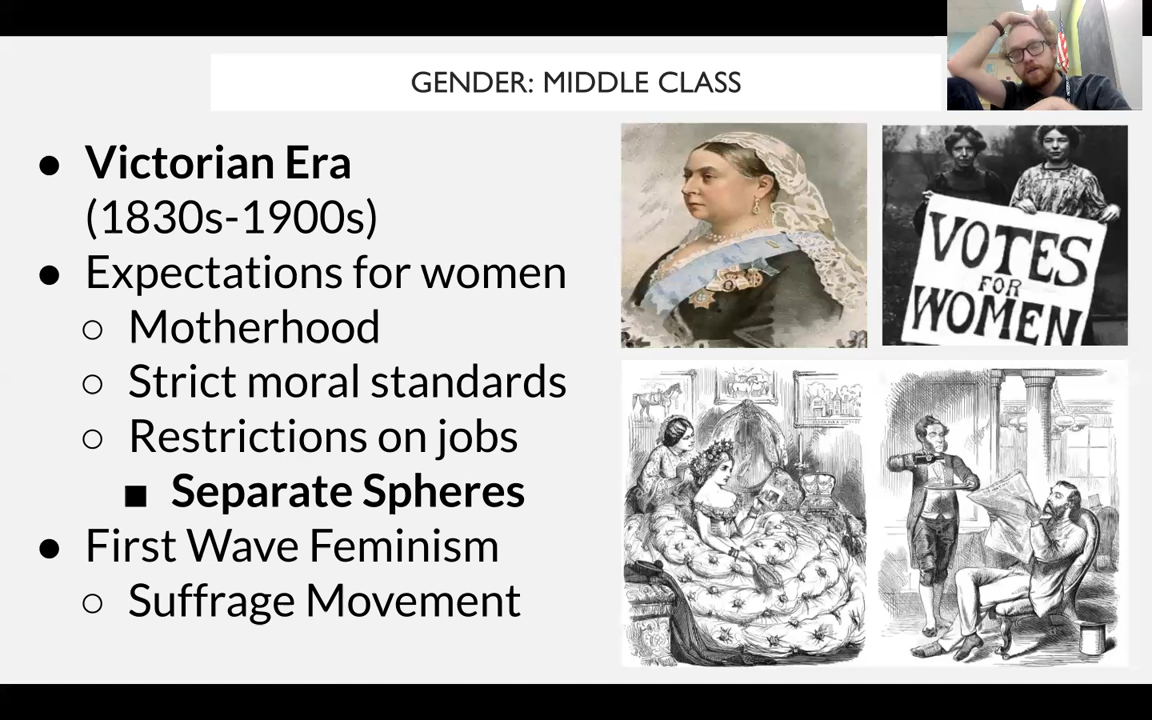 GENDER: MIDDLE CLASS
● Victorian Era
(1830s-1900s)
● Expectations for women
○ Motherhood
○ Strict moral standards
○ Restrictions on jobs
■ Separate Spheres
● First Wave Feminism
○ Suffrage Movement
VOTES
FOR
WOMEN